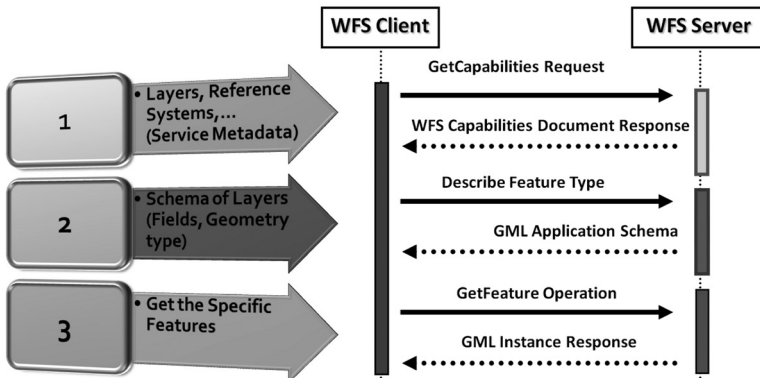 WFS Client
WFS Server
1
• Layers, Reference
Systems,...
(Service Metadata)
GetCapabilities Request
WFS Capabilities Document Response
2
• Schema of Layers
(Fields, Geometry
type)
Describe Feature Type
GML Application Schema
3
• Get the Specific
Features
GetFeature Operation
GML Instance Response